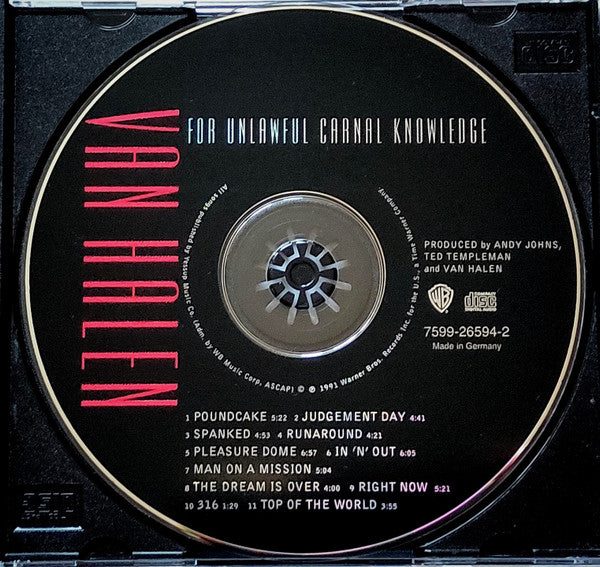 VAN HALEN
FOR UNLAWFUL CARNAL KNOWLEDGE
All songs published by Yessup Music Co. (Adm. by WB Music Corp. ASCAP) © ℗ 1991 Warner Bros. Records Inc. for the U.S., a Time Warner Company
PRODUCED by ANDY JOHNS,
TED TEMPLEMAN
and VAN HALEN
WB
COMPACT
disc
DIGITAL AUDIO
7599-26594-2
Made in Germany
1 POUNDCAKE 5:22 2 JUDGEMENT DAY 4:41
3 SPANKED 4:53 4 RUNAROUND 4:21
5 PLEASURE DOME 6:57 6 IN 'N' OUT 6:05
7 MAN ON A MISSION 5:04
8 THE DREAM IS OVER 4:00 9 RIGHT NOW 5:21
10 316 1:29 11 TOP OF THE WORLD 3:55